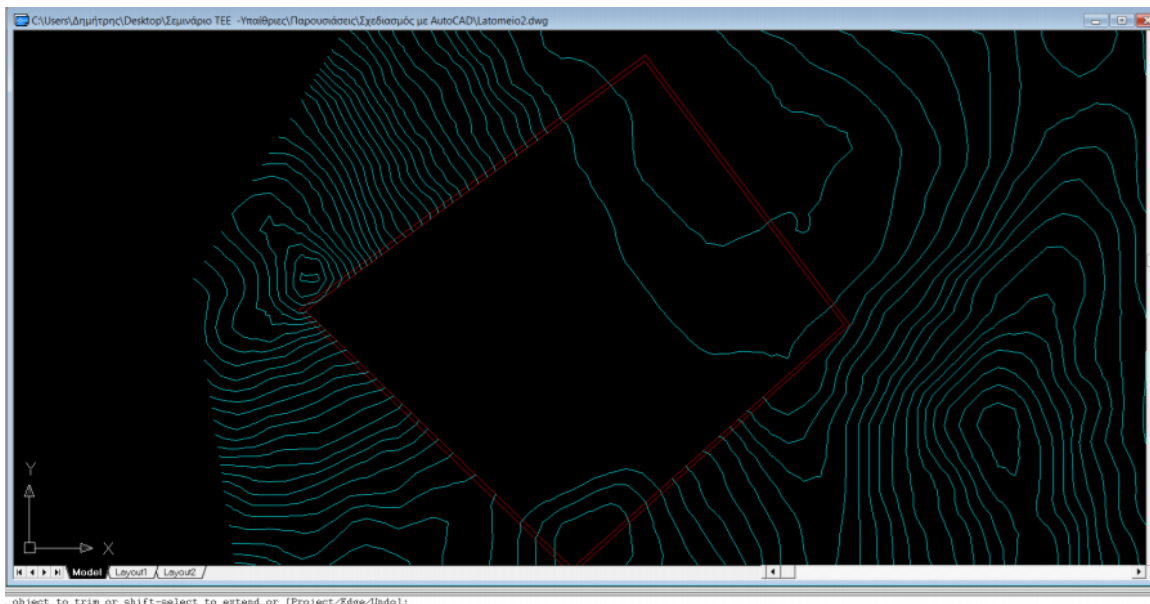 C:\Users\Δημήτρης\Desktop\Σεμινάριο ΤΕΕ -Υπαίθριες\Παρουσιάσεις\Σχεδιασμός με AutoCAD\Latomeio2.dwg
Y
X
Model Layout1 Layout2
object to trim or shift-select to extend or [Project/Edge/Undo]: